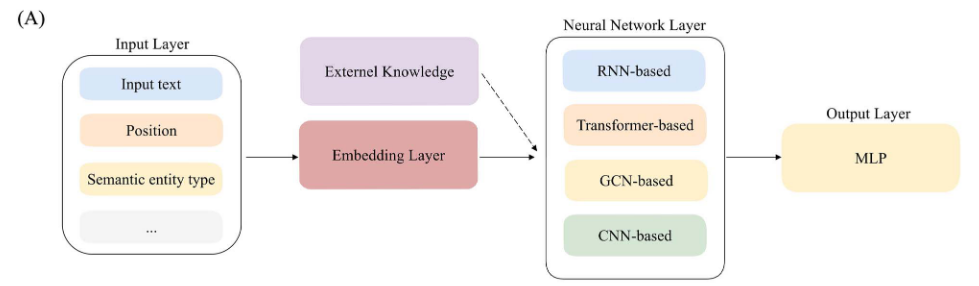 (A)
Input Layer
Input text
Position
Semantic entity type
...
Externel Knowledge
Embedding Layer
Neural Network Layer
RNN-based
Transformer-based
GCN-based
CNN-based
Output Layer
MLP